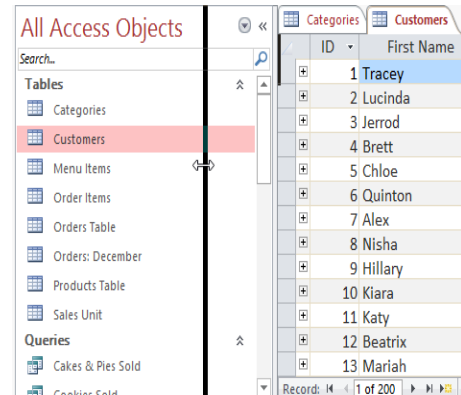 All Access Objects
Search...
Tables
Categories
Customers
Menu Items
Order Items
Orders Table
Orders: December
Products Table
Sales Unit
Queries
Cakes & Pies Sold
Cookies Sold
Categories Customers
ID First Name
1 Tracey
2 Lucinda
3 Jerrod
4 Brett
5 Chloe
6 Quinton
7 Alex
8 Nisha
9 Hillary
10 Kiara
11 Katy
12 Beatrix
13 Mariah
Record: 1 of 200